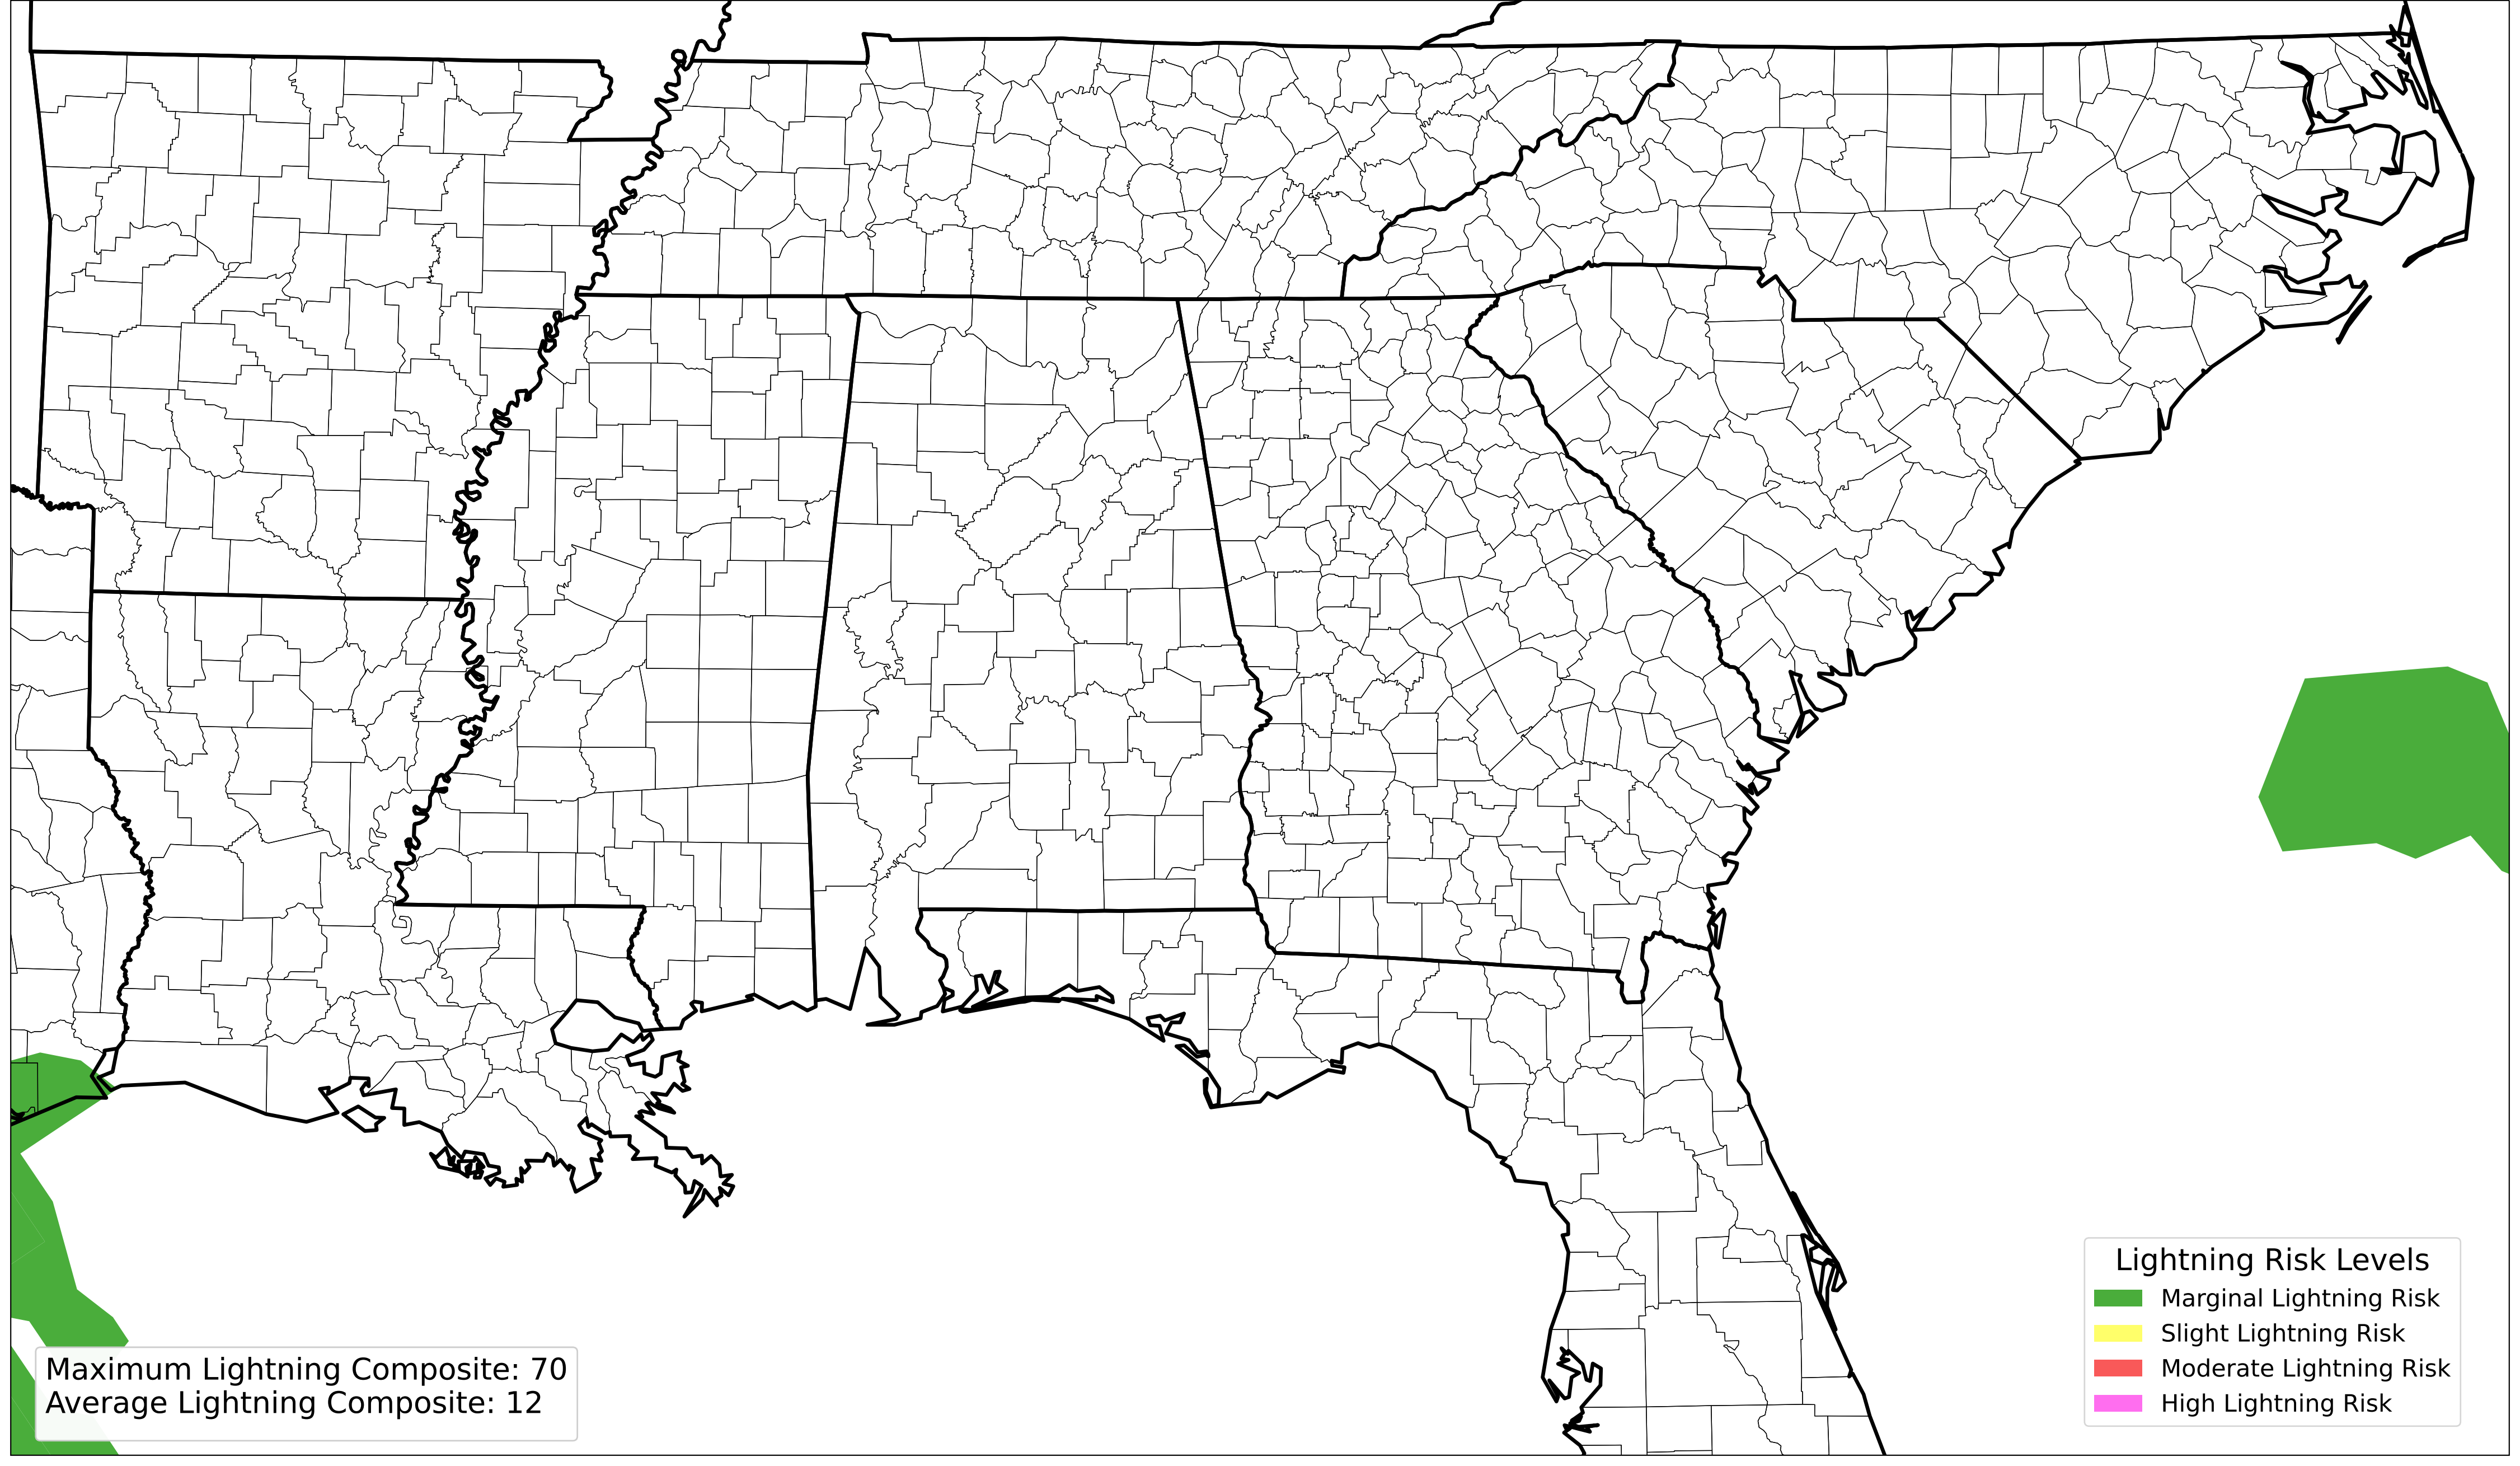 Lightning Risk Levels
Marginal Lightning Risk
Slight Lightning Risk
Moderate Lightning Risk
High Lightning Risk
Maximum Lightning Composite: 70
Average Lightning Composite: 12